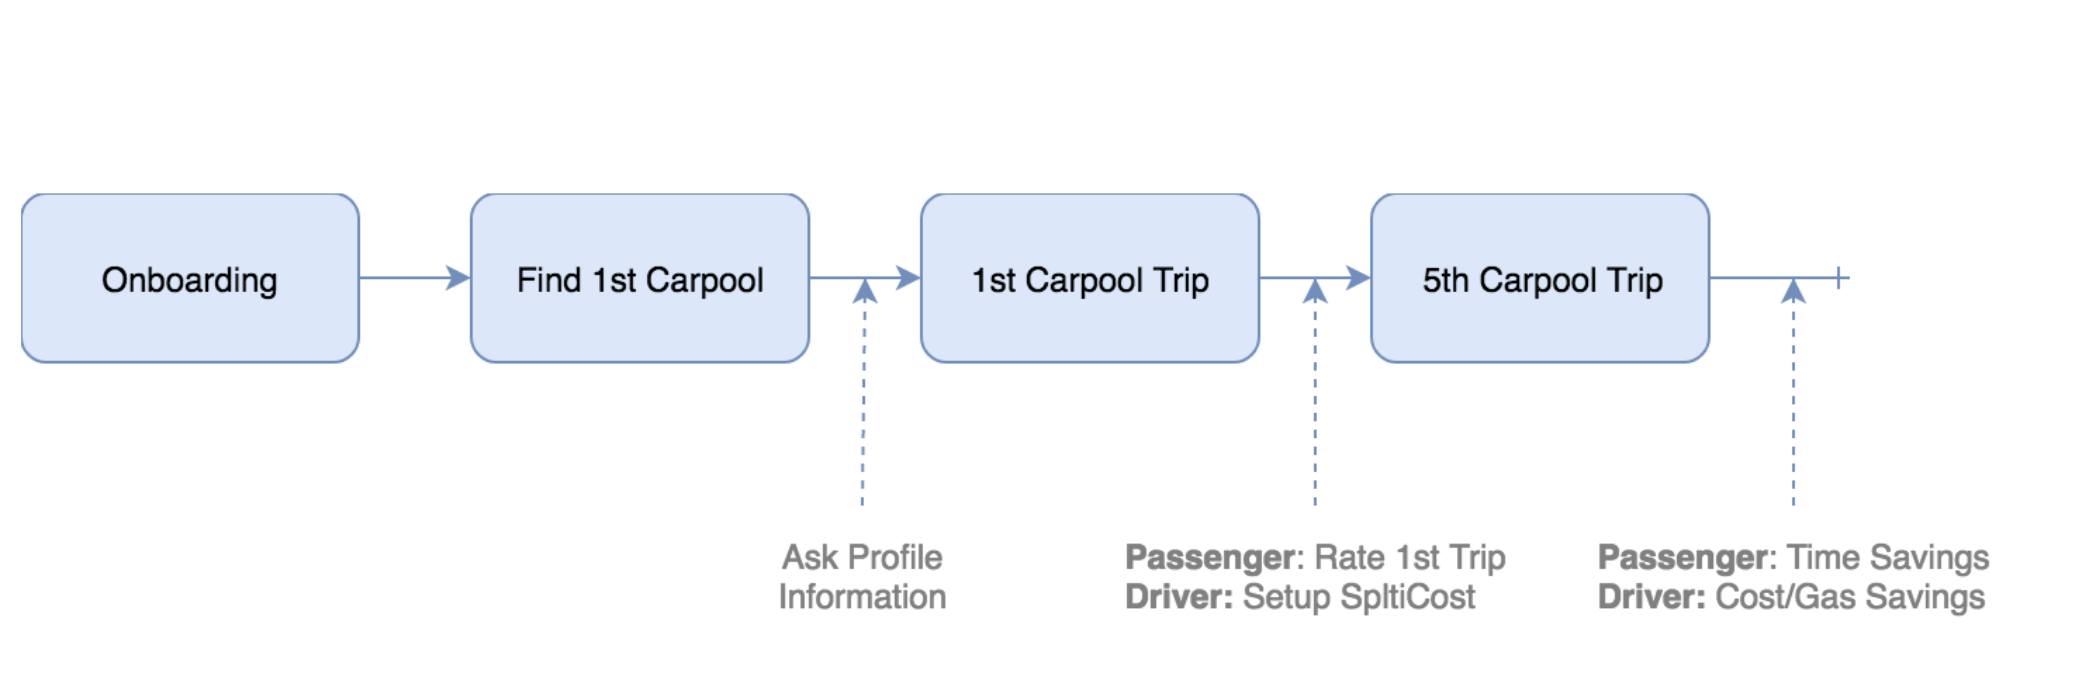 Onboarding
Find 1st Carpool
1st Carpool Trip
5th Carpool Trip
Ask Profile
Information
Passenger: Rate 1st Trip
Driver: Setup SpltiCost
Passenger: Time Savings
Driver: Cost/Gas Savings